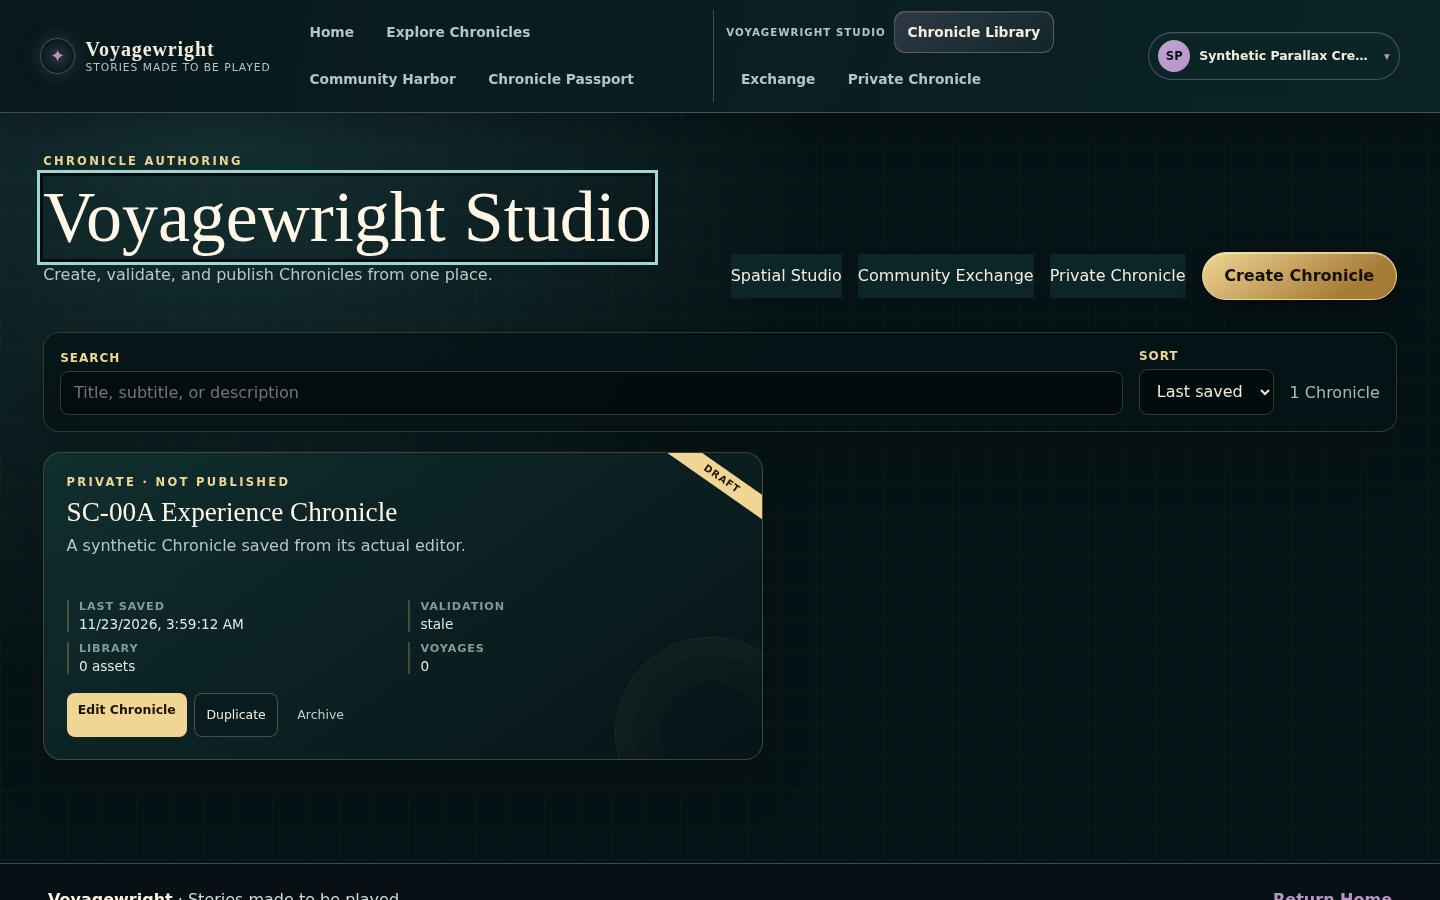 Voyagewright
STORIES MADE TO BE PLAYED
Home
Explore Chronicles
Community Harbor
Chronicle Passport
VOYAGEWRIGHT STUDIO
Chronicle Library
Exchange
Private Chronicle
SP
Synthetic Parallax Cre...
CHRONICLE AUTHORING
Voyagewright Studio
Create, validate, and publish Chronicles from one place.
Spatial Studio
Community Exchange
Private Chronicle
Create Chronicle
SEARCH
Title, subtitle, or description
SORT
Last saved
1 Chronicle
DRAFT
PRIVATE · NOT PUBLISHED
SC-00A Experience Chronicle
A synthetic Chronicle saved from its actual editor.
LAST SAVED
11/23/2026, 3:59:12 AM
VALIDATION
stale
LIBRARY
0 assets
VOYAGES
0
Edit Chronicle
Duplicate
Archive
Voyagewright · Stories made to be played
Return Home